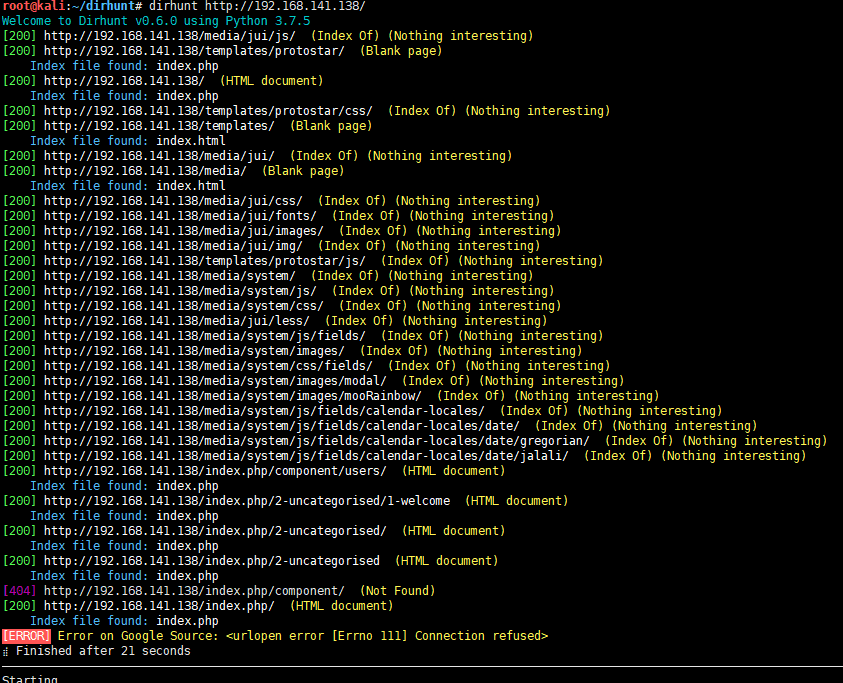 root@kali:~/dirhunt# dirhunt http://192.168.141.138/
Welcome to Dirhunt v0.6.0 using Python 3.7.5
[200] http://192.168.141.138/media/jui/js/  (Index Of) (Nothing interesting)
[200] http://192.168.141.138/templates/protostar/  (Blank page)
    Index file found: index.php
[200] http://192.168.141.138/  (HTML document)
    Index file found: index.php
[200] http://192.168.141.138/templates/protostar/css/  (Index Of) (Nothing interesting)
[200] http://192.168.141.138/templates/  (Blank page)
    Index file found: index.html
[200] http://192.168.141.138/media/jui/  (Index Of) (Nothing interesting)
[200] http://192.168.141.138/media/  (Blank page)
    Index file found: index.html
[200] http://192.168.141.138/media/jui/css/  (Index Of) (Nothing interesting)
[200] http://192.168.141.138/media/jui/fonts/  (Index Of) (Nothing interesting)
[200] http://192.168.141.138/media/jui/images/  (Index Of) (Nothing interesting)
[200] http://192.168.141.138/media/jui/img/  (Index Of) (Nothing interesting)
[200] http://192.168.141.138/templates/protostar/js/  (Index Of) (Nothing interesting)
[200] http://192.168.141.138/media/system/  (Index Of) (Nothing interesting)
[200] http://192.168.141.138/media/system/js/  (Index Of) (Nothing interesting)
[200] http://192.168.141.138/media/system/css/  (Index Of) (Nothing interesting)
[200] http://192.168.141.138/media/jui/less/  (Index Of) (Nothing interesting)
[200] http://192.168.141.138/media/system/js/fields/  (Index Of) (Nothing interesting)
[200] http://192.168.141.138/media/system/images/  (Index Of) (Nothing interesting)
[200] http://192.168.141.138/media/system/css/fields/  (Index Of) (Nothing interesting)
[200] http://192.168.141.138/media/system/images/modal/  (Index Of) (Nothing interesting)
[200] http://192.168.141.138/media/system/images/mooRainbow/  (Index Of) (Nothing interesting)
[200] http://192.168.141.138/media/system/js/fields/calendar-locales/  (Index Of) (Nothing interesting)
[200] http://192.168.141.138/media/system/js/fields/calendar-locales/date/  (Index Of) (Nothing interesting)
[200] http://192.168.141.138/media/system/js/fields/calendar-locales/date/gregorian/  (Index Of) (Nothing interesting)
[200] http://192.168.141.138/media/system/js/fields/calendar-locales/date/jalali/  (Index Of) (Nothing interesting)
[200] http://192.168.141.138/index.php/component/users/  (HTML document)
    Index file found: index.php
[200] http://192.168.141.138/index.php/2-uncategorised/1-welcome  (HTML document)
    Index file found: index.php
[200] http://192.168.141.138/index.php/2-uncategorised/  (HTML document)
    Index file found: index.php
[200] http://192.168.141.138/index.php/2-uncategorised  (HTML document)
    Index file found: index.php
[404] http://192.168.141.138/index.php/component/  (Not Found)
[200] http://192.168.141.138/index.php/  (HTML document)
    Index file found: index.php
[ERROR] Error on Google Source: <urlopen error [Errno 111] Connection refused>
Finished after 21 seconds
Starting